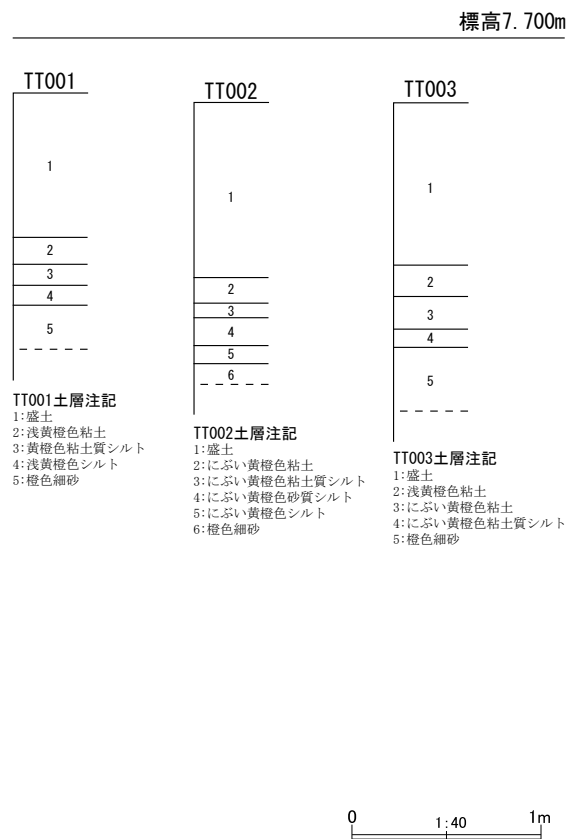 標高7.700m
TT001
1
2
3
4
5
TT001土層注記
1:盛土
2:浅黄橙色粘土
3:黄橙色粘土質シルト
4:浅黄橙色シルト
5:橙色細砂
TT002
1
2
3
4
5
6
TT002土層注記
1:盛土
2:にぶい黄橙色粘土
3:にぶい黄橙色粘土質シルト
4:にぶい黄橙色砂質シルト
5:にぶい黄橙色シルト
6:橙色細砂
TT003
1
2
3
4
5
TT003土層注記
1:盛土
2:浅黄橙色粘土
3:にぶい黄橙色粘土
4:にぶい黄橙色粘土質シルト
5:橙色細砂
0 1:40 1m